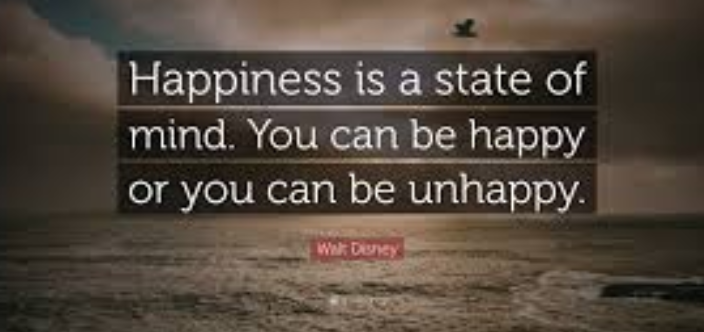 Happiness is a state of
mind. You can be happy
or you can be unhappy.
Walt Disney